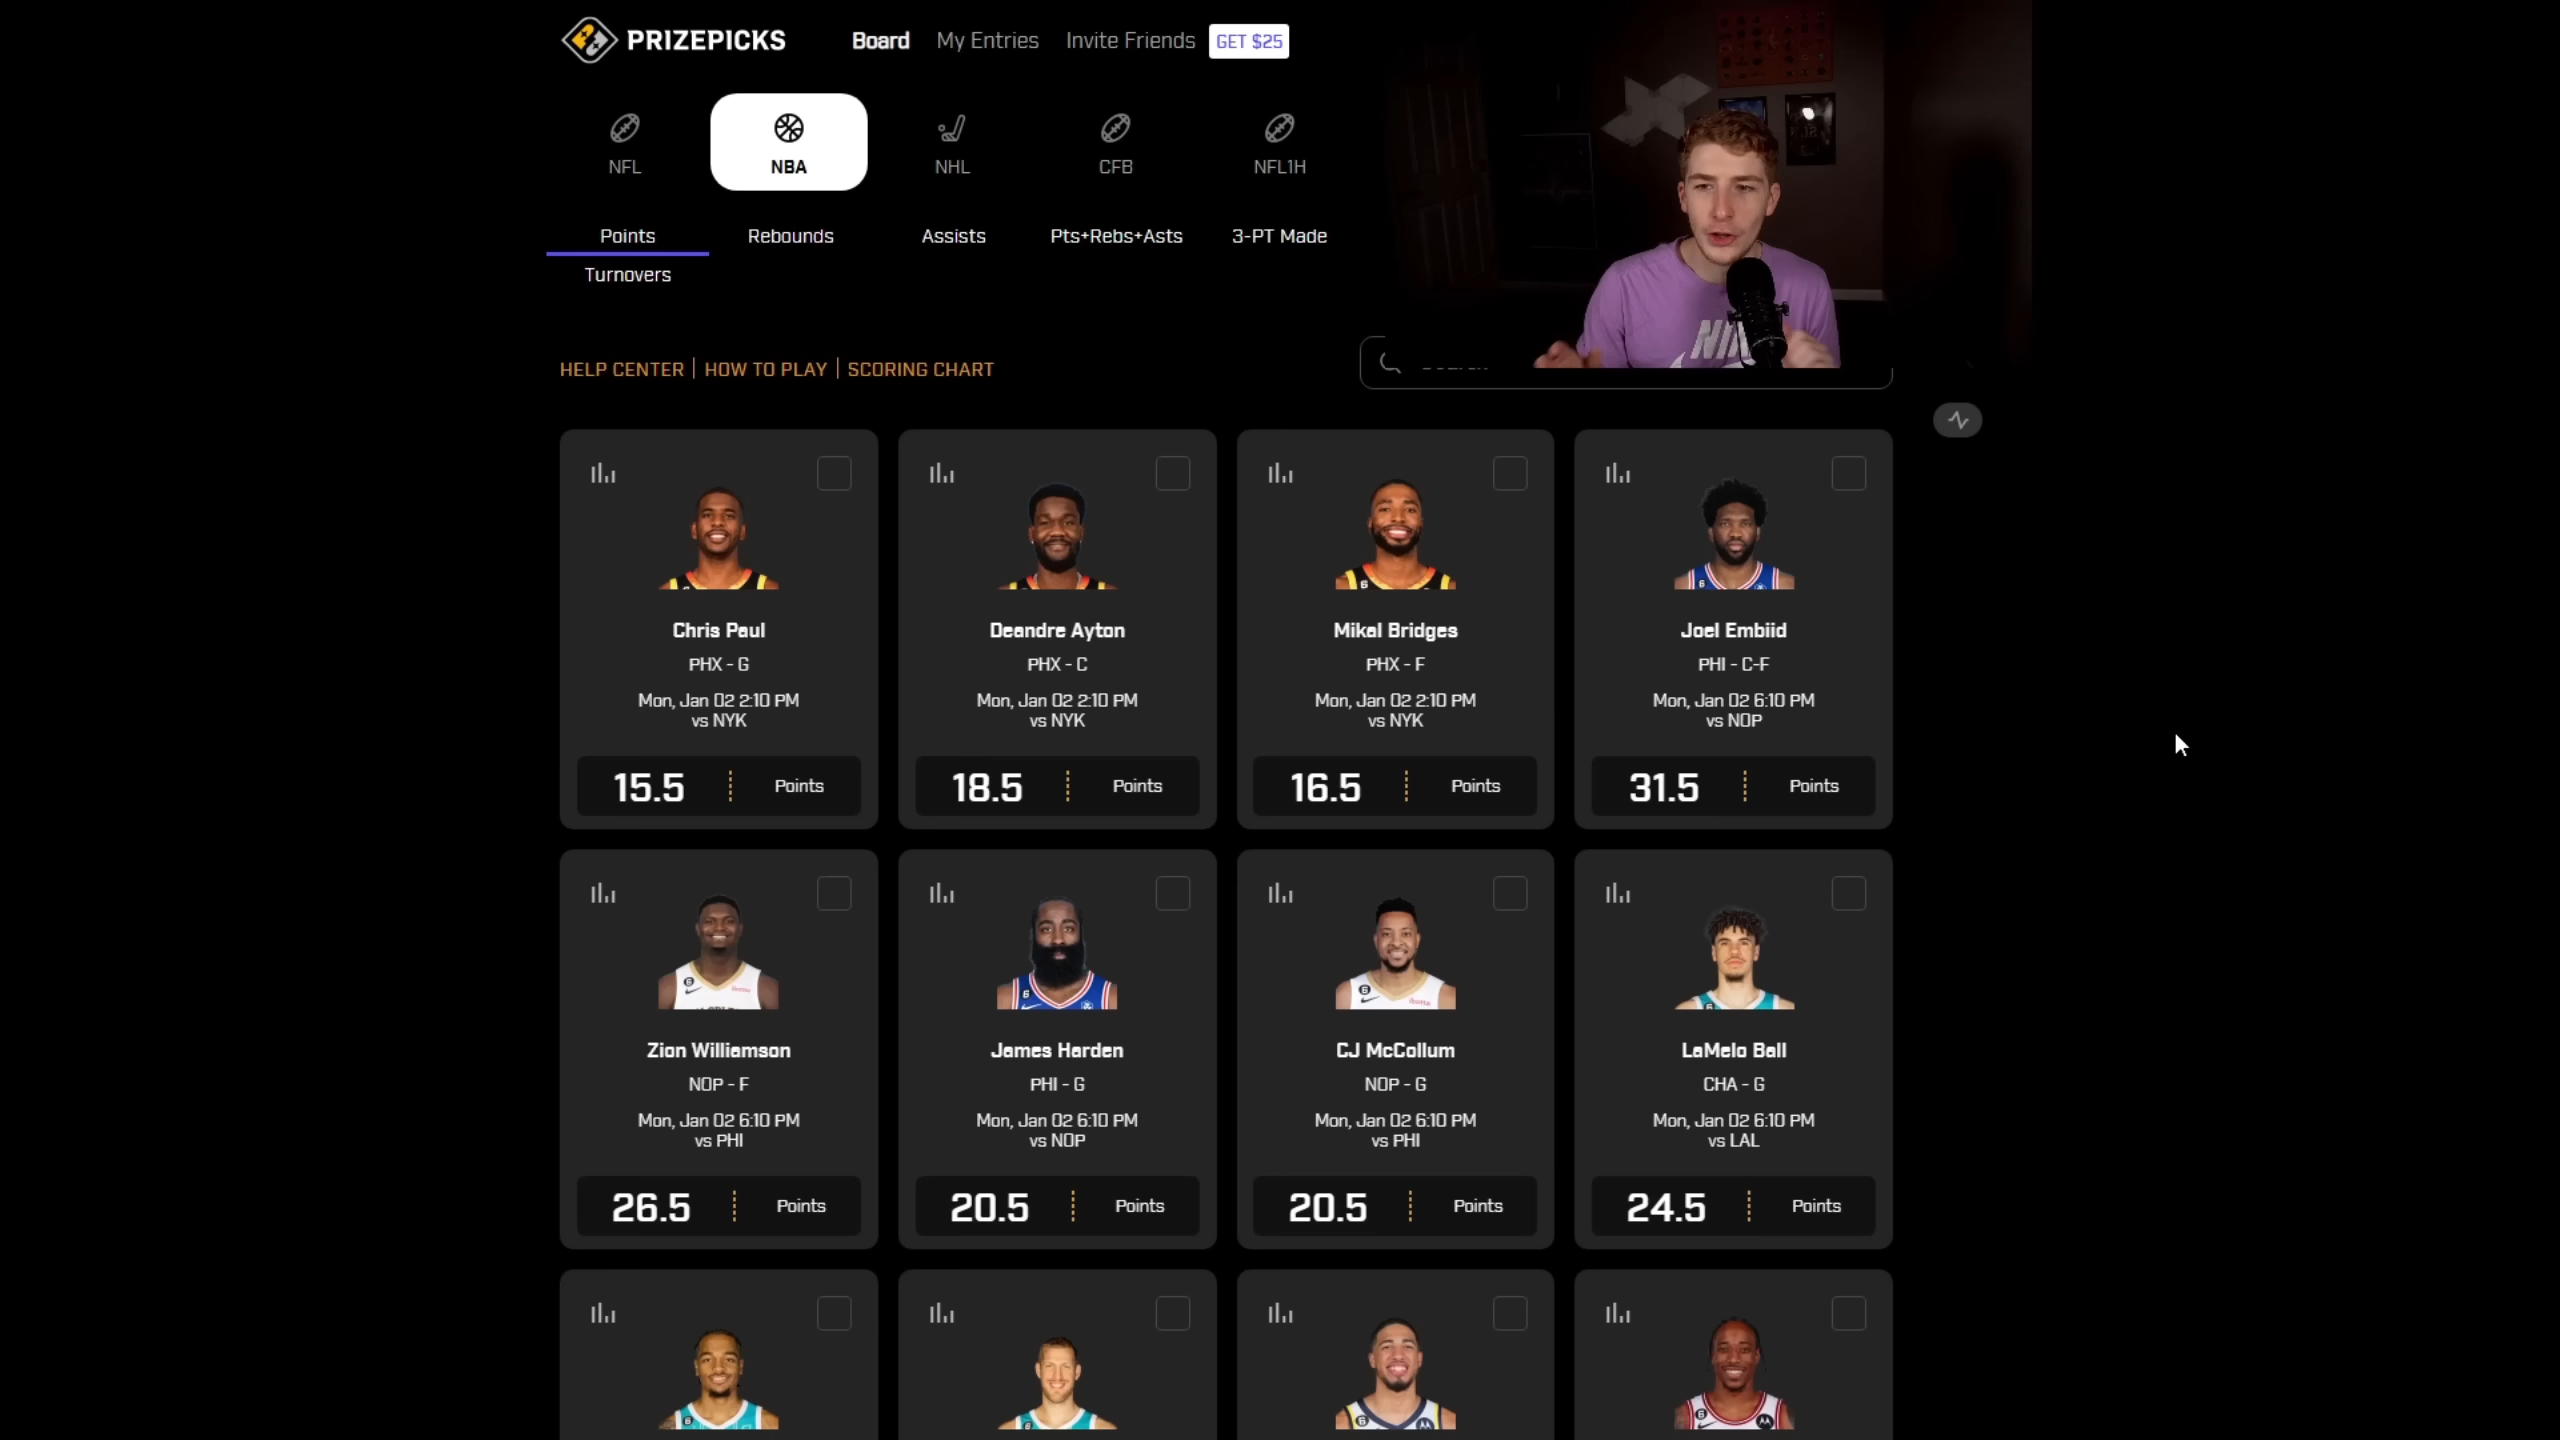 PRIZEPICKS
Board
My Entries
Invite Friends
GET $25
NFL
NBA
NHL
CFB
NFL1H
Points
Rebounds
Assists
Pts+Rebs+Asts
3-PT Made
Turnovers
HELP CENTER
HOW TO PLAY
SCORING CHART
Chris Paul
PHX - G
Mon, Jan 02 2:10 PM
vs NYK
15.5
Points
Deandre Ayton
PHX - C
Mon, Jan 02 2:10 PM
vs NYK
18.5
Points
Mikal Bridges
PHX - F
Mon, Jan 02 2:10 PM
vs NYK
16.5
Points
Joel Embiid
PHI - C-F
Mon, Jan 02 6:10 PM
vs NOP
31.5
Points
Zion Williamson
NOP - F
Mon, Jan 02 6:10 PM
vs PHI
26.5
Points
James Harden
PHI - G
Mon, Jan 02 6:10 PM
vs NOP
20.5
Points
CJ McCollum
NOP - G
Mon, Jan 02 6:10 PM
vs PHI
20.5
Points
LaMelo Ball
CHA - G
Mon, Jan 02 6:10 PM
vs LAL
24.5
Points